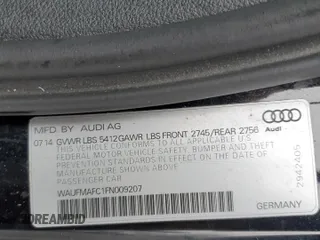 MFD BY AUDI AG
07.14 GVWR LBS 5412 GAWR LBS FRONT 2745/REAR 2756
THIS VEHICLE CONFORMS TO ALL APPLICABLE U.S.
FEDERAL MOTOR VEHICLE SAFETY BUMPER AND THEFT
PREVENTION STANDARDS IN EFFECT ON THE DATE OF
MANUFACTURE SHOWN ABOVE
PASSENGER CAR
WAUFMAFC1FN009207
GERMANY
Audi
2942405
IDREAMBID